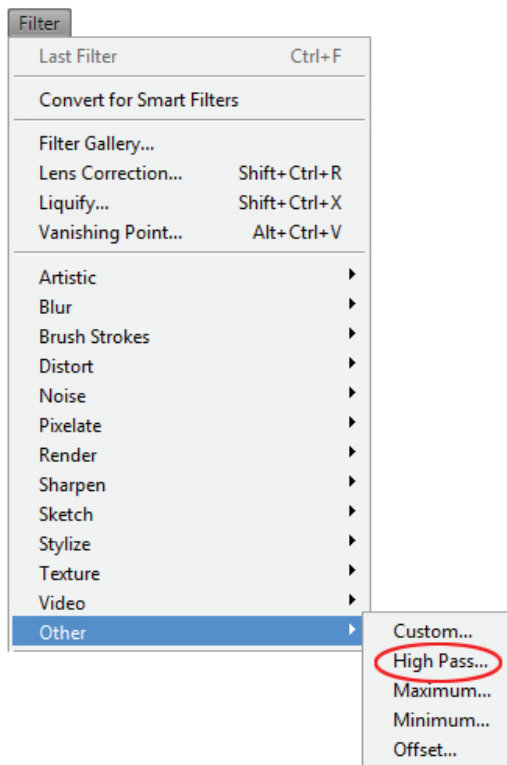 Filter
Last Filter Ctrl+F
Convert for Smart Filters
Filter Gallery...
Lens Correction... Shift+Ctrl+R
Liquify... Shift+Ctrl+X
Vanishing Point... Alt+Ctrl+V
Artistic
Blur
Brush Strokes
Distort
Noise
Pixelate
Render
Sharpen
Sketch
Stylize
Texture
Video
Other
Custom...
High Pass...
Maximum...
Minimum...
Offset...